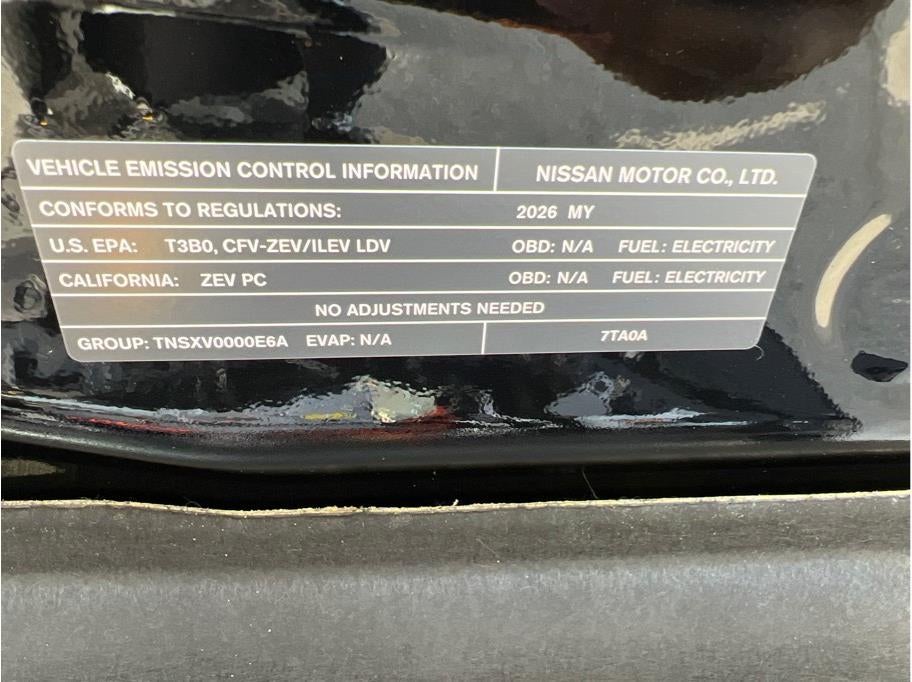 VEHICLE EMISSION CONTROL INFORMATION NISSAN MOTOR CO., LTD.
CONFORMS TO REGULATIONS: 2026 MY
U.S. EPA: T3B0, CFV-ZEV/ILEV LDV OBD: N/A FUEL: ELECTRICITY
CALIFORNIA: ZEV PC OBD: N/A FUEL: ELECTRICITY
NO ADJUSTMENTS NEEDED
GROUP: TNSXV0000E6A EVAP: N/A 7TA0A